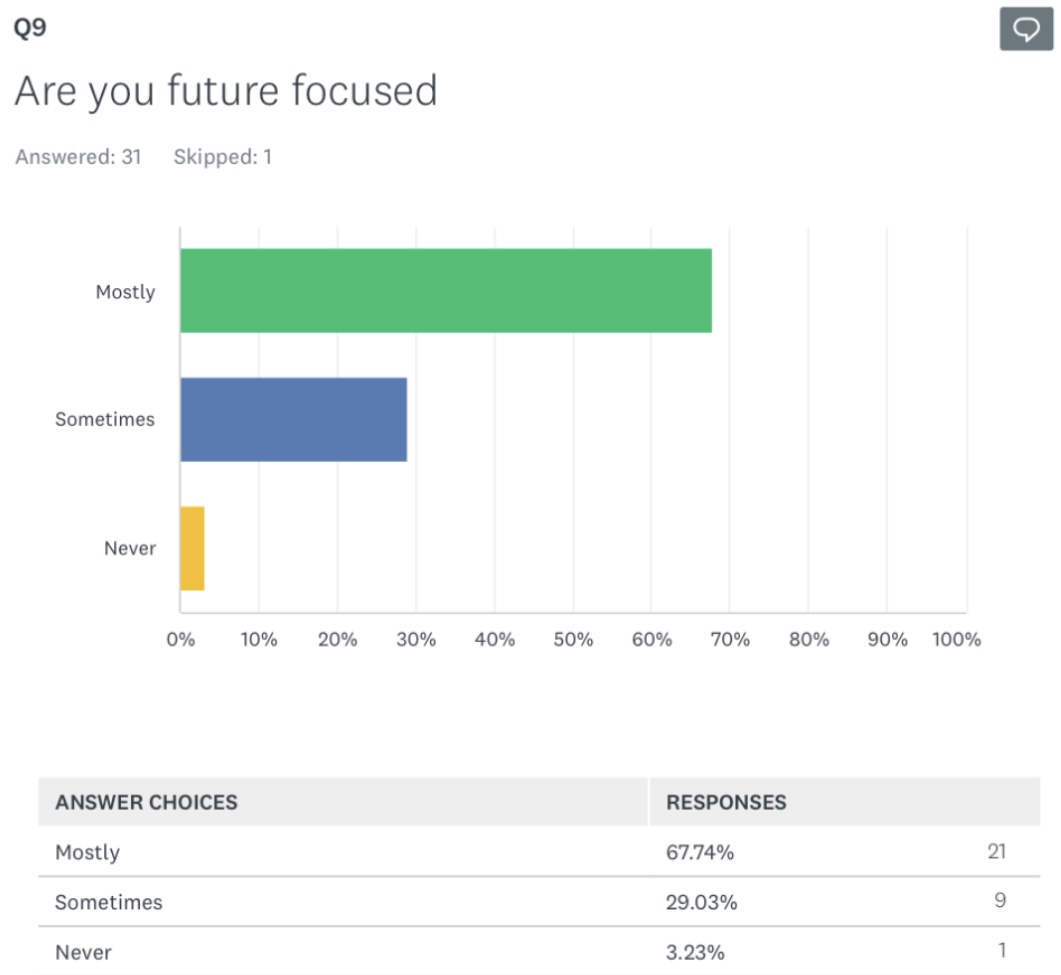 Q9
Are you future focused
Answered: 31 Skipped: 1
Mostly
Sometimes
Never
0% 10% 20% 30% 40% 50% 60% 70% 80% 90% 100%
ANSWER CHOICES RESPONSES
Mostly 67.74% 21
Sometimes 29.03% 9
Never 3.23% 1